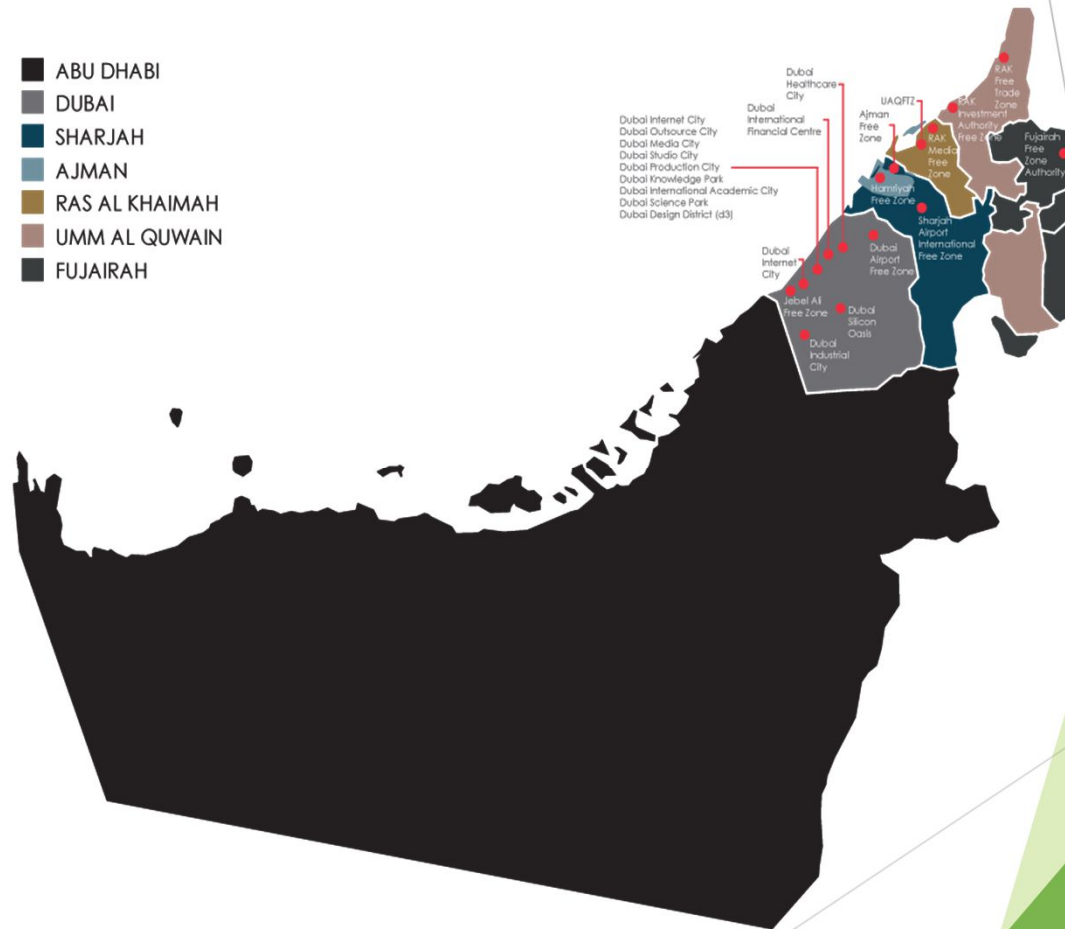 ABU DHABI
DUBAI
SHARJAH
AJMAN
RAS AL KHAIMAH
UMM AL QUWAIN
FUJAIRAH
Dubai Internet City
Dubai Outsource City
Dubai Media City
Dubai Studio City
Dubai Production City
Dubai Knowledge Park
Dubai International Academic City
Dubai Science Park
Dubai Design District (d3)
Dubai
International
Financial Centre
Dubai
Healthcare
City
Ajman
Free
Zone
UAQFTZ
RAK
Free
Trade
Zone
RAK
Investment
Authority
Free Zone
RAK
Media
Free
Zone
Fujairah
Free
Zone
Authority
Hamriyah
Free Zone
Sharjah
Airport
International
Free Zone
Dubai
Airport
Free Zone
Dubai
Internet
City
Jebel Ali
Free Zone
Dubai
Silicon
Oasis
Dubai
Industrial
City